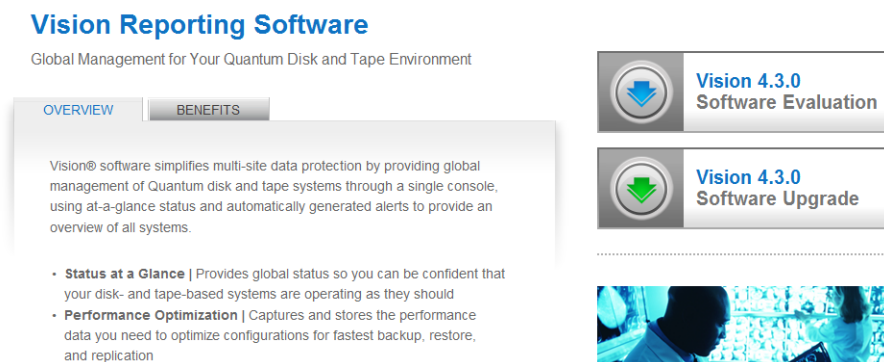 Vision Reporting Software
Global Management for Your Quantum Disk and Tape Environment
OVERVIEW
BENEFITS
Vision® software simplifies multi-site data protection by providing global
management of Quantum disk and tape systems through a single console,
using at-a-glance status and automatically generated alerts to provide an
overview of all systems.
• Status at a Glance | Provides global status so you can be confident that
your disk- and tape-based systems are operating as they should
• Performance Optimization | Captures and stores the performance
data you need to optimize configurations for fastest backup, restore,
and replication
Vision 4.3.0
Software Evaluation
Vision 4.3.0
Software Upgrade